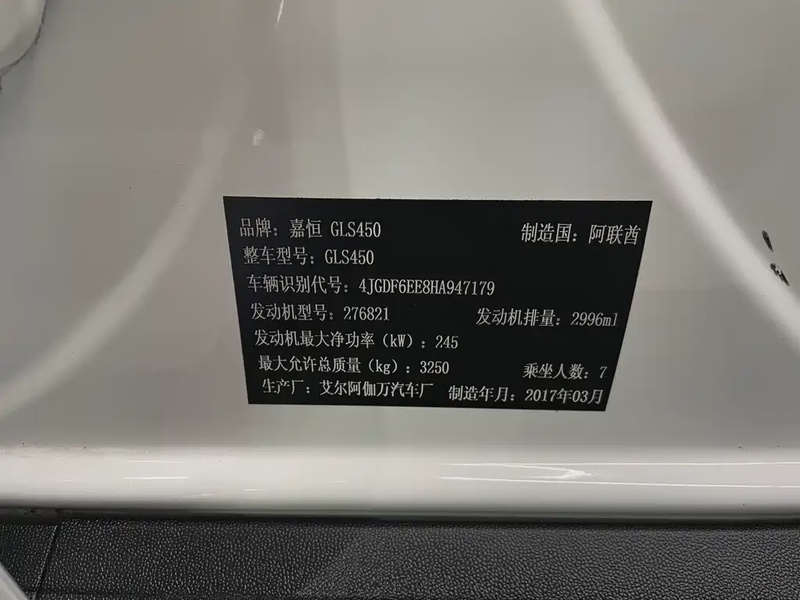 品牌：嘉恒 GLS450 制造国：阿联酋
整车型号：GLS450
车辆识别代号：4JGDF6EE8HA947179
发动机型号：276821 发动机排量：2996ml
发动机最大净功率（kW）：245
最大允许总质量（kg）：3250 乘坐人数：7
生产厂：艾尔阿伽万汽车厂 制造年月：2017年03月